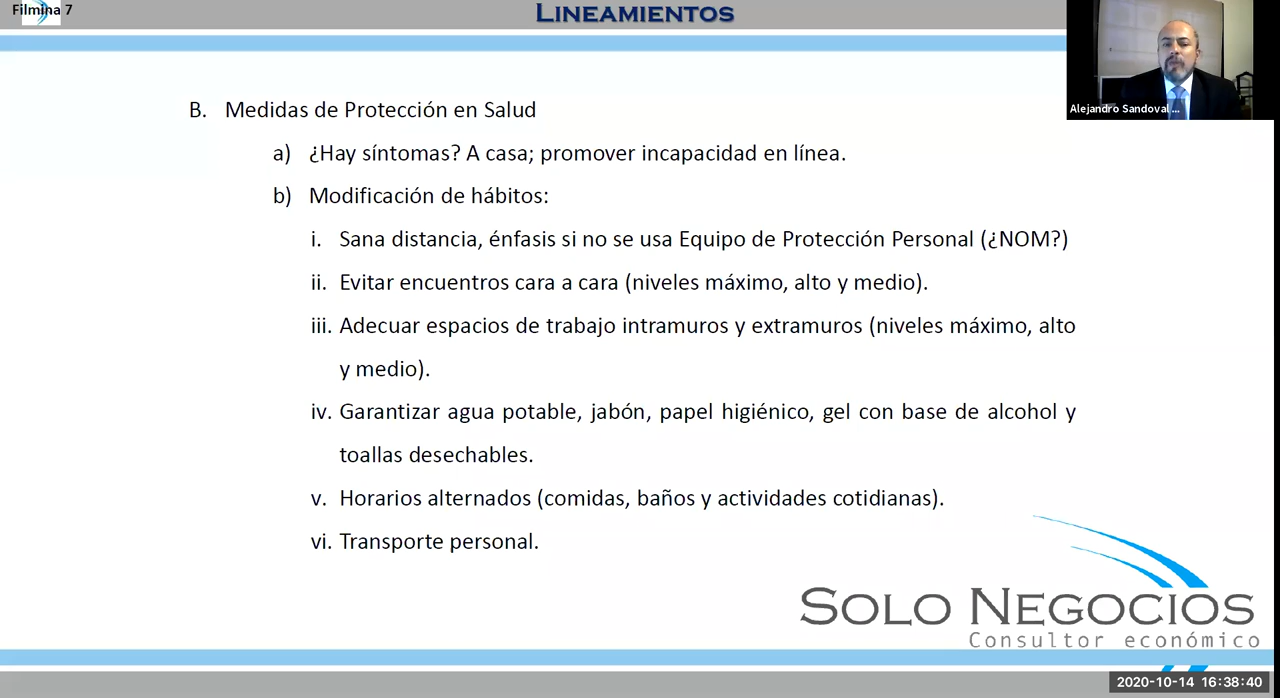 Filmina 7
LINEAMIENTOS
Alejandro Sandoval ...
B. Medidas de Protección en Salud
a) ¿Hay síntomas? A casa; promover incapacidad en línea.
b) Modificación de hábitos:
i. Sana distancia, énfasis si no se usa Equipo de Protección Personal (¿NOM?)
ii. Evitar encuentros cara a cara (niveles máximo, alto y medio).
iii. Adecuar espacios de trabajo intramuros y extramuros (niveles máximo, alto
y medio).
iv. Garantizar agua potable, jabón, papel higiénico, gel con base de alcohol y
toallas desechables.
v. Horarios alternados (comidas, baños y actividades cotidianas).
vi. Transporte personal.
SOLO NEGOCIOS
Consultor económico
2020-10-14 16:38:40